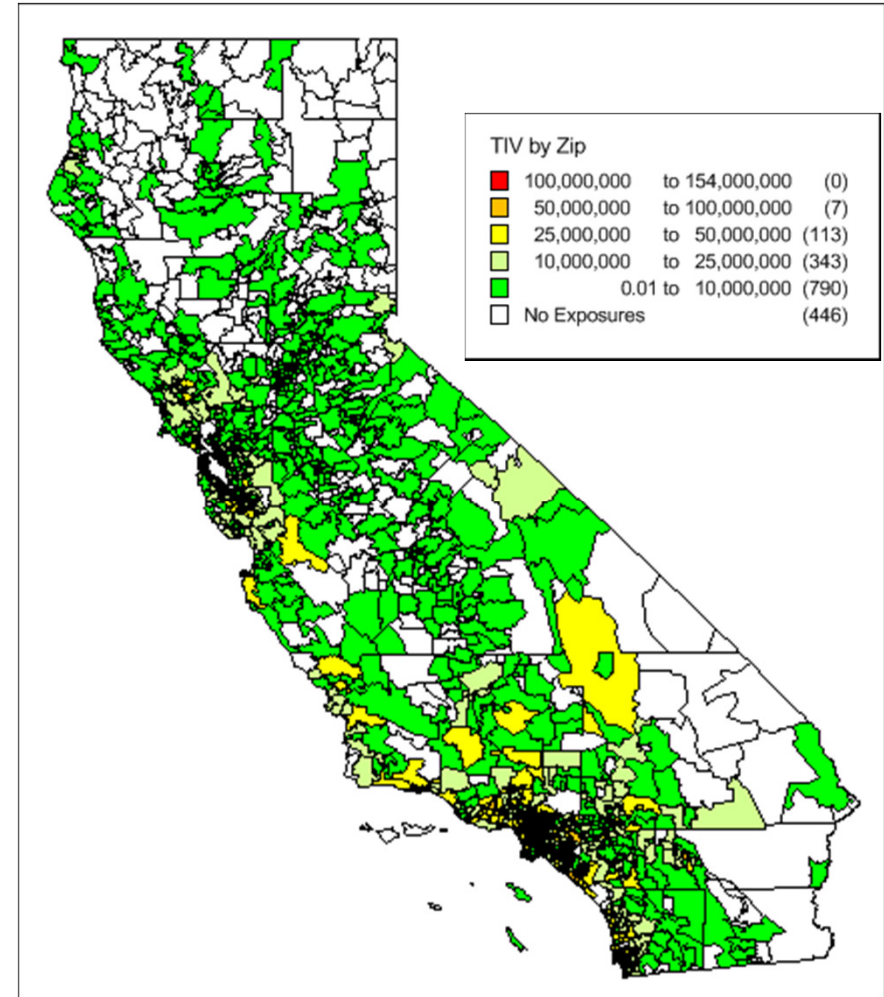 TIV by Zip
100,000,000 to 154,000,000 (0)
50,000,000 to 100,000,000 (7)
25,000,000 to 50,000,000 (113)
10,000,000 to 25,000,000 (343)
0.01 to 10,000,000 (790)
No Exposures (446)